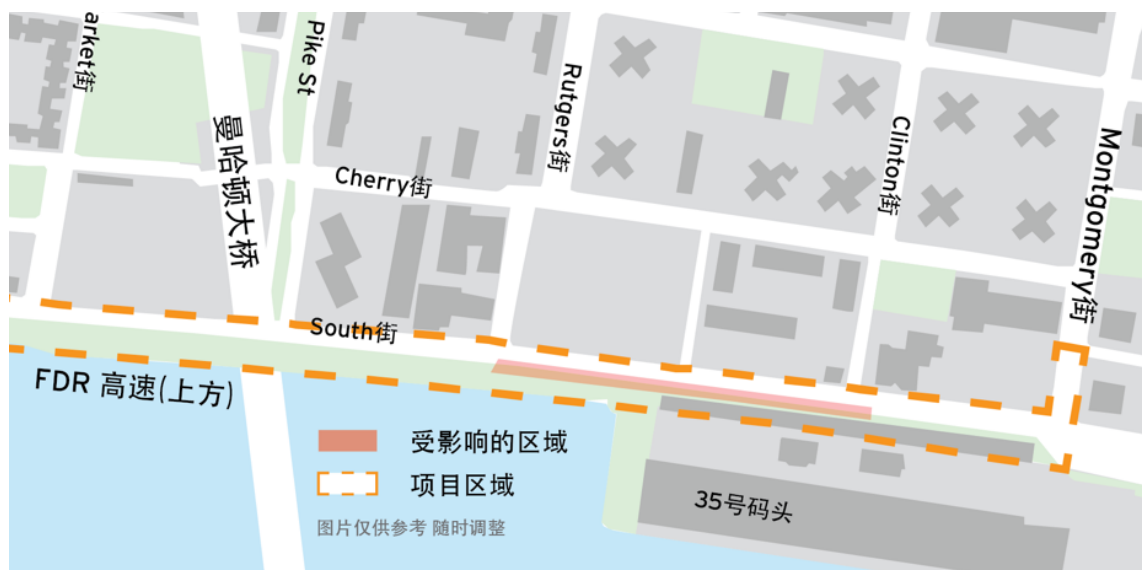 arket街
Pike St
曼哈顿大桥
Rutgers街
Cherry街
Clinton街
Montgomery街
South街
FDR 高速(上方)
受影响的区域
项目区域
35号码头
图片仅供参考 随时调整